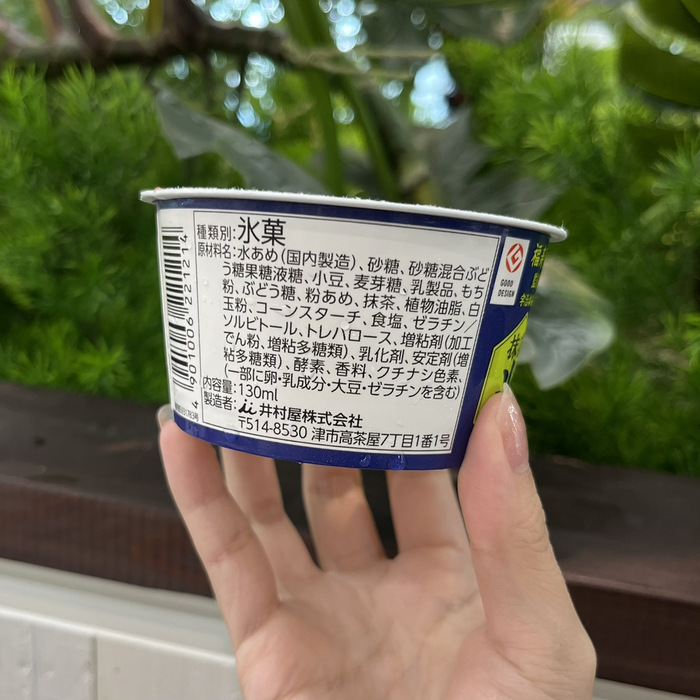 種類別:氷菓
原材料名:水あめ(国内製造)、砂糖、砂糖混合ぶど
う糖果糖液糖、小豆、麦芽糖、乳製品、もち
粉、ぶどう糖、粉あめ、抹茶、植物油脂、白
玉粉、コーンスターチ、食塩、ゼラチン/
ソルビトール、トレハロース、増粘剤(加工
でん粉、増粘多糖類)、乳化剤、安定剤(増
粘多糖類)、酵素、香料、クチナシ色素、
(一部に卵・乳成分・大豆・ゼラチンを含む)
内容量:130ml
製造者:井村屋株式会社
〒514-8530 津市高茶屋7丁目1番1号
4901006221214
GOOD
DESIGN
抹